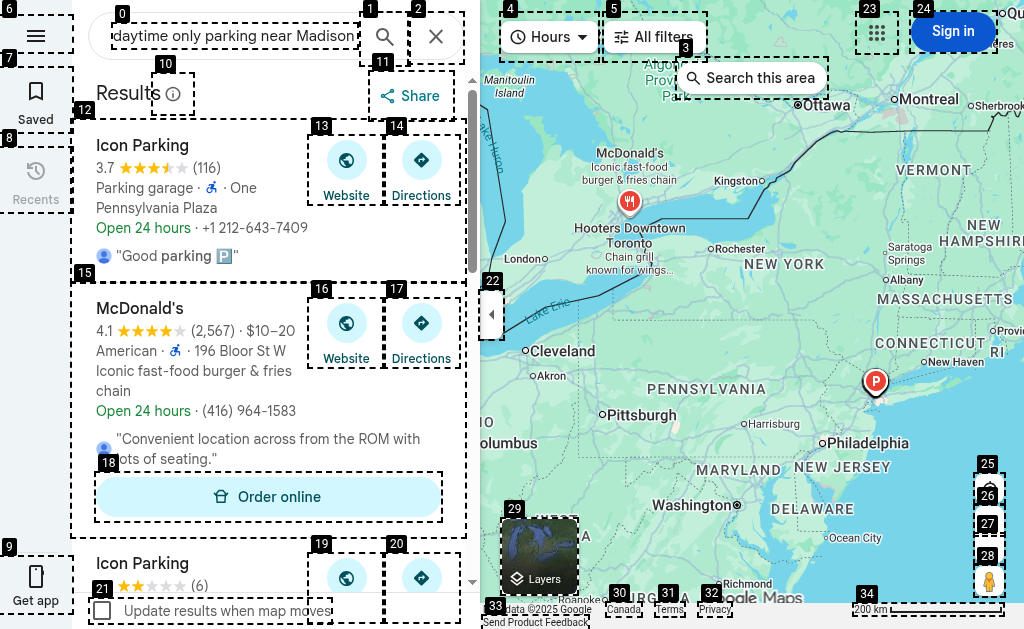 daytime only parking near Madison
Results
Share
Saved
Recents
Get app
Icon Parking
3.7 (116)
Parking garage · · One
Pennsylvania Plaza
Open 24 hours · +1 212-643-7409
"Good parking 🅿️"
Website
Directions
McDonald's
4.1 (2,567) · $10–20
American · · 196 Bloor St W
Iconic fast-food burger & fries
chain
Open 24 hours · (416) 964-1583
"Convenient location across from the ROM with
lots of seating."
Website
Directions
Order online
Icon Parking
(6)
Update results when map moves
Hours
All filters
Search this area
Sign in
Manitoulin
Island
Ottawa
Montreal
Sherbrook
VERMONT
McDonald's
Iconic fast-food
burger & fries chain
Kingston
Hooters Downtown
Toronto
Chain grill
known for wings...
London
Rochester
NEW YORK
NEW
HAMPSHIRE
Saratoga
Springs
Albany
MASSACHUSETTS
Lake Erie
CONNECTICUT
RI
New Haven
Cleveland
Akron
PENNSYLVANIA
P
Pittsburgh
Harrisburg
olumbus
Philadelphia
MARYLAND
NEW JERSEY
Washington
DELAWARE
Ocean City
Richmond
Roanoke
Layers
data ©2025 Google
Canada
Terms
Privacy
200 km
Send Product Feedback
0
1
2
3
4
5
6
7
8
9
10
11
12
13
14
15
16
17
18
19
20
21
22
23
24
25
26
27
28
29
30
31
32
33
34